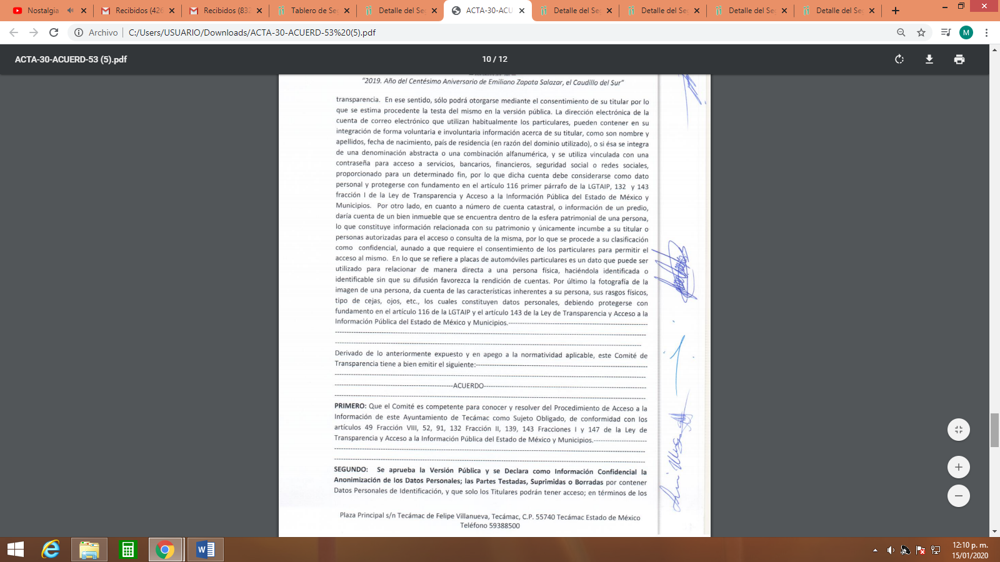 Nostalgia
Recibidos (426
Recibidos (832
Tablero de Se
Detalle del Se
ACTA-30-ACU
Detalle del Se
Detalle del Se
Detalle del Se
Detalle del Se
Archivo
C:/Users/USUARIO/Downloads/ACTA-30-ACUERD-53%20(5).pdf
M
ACTA-30-ACUERD-53 (5).pdf
10 / 12
"2019. Año del Centésimo Aniversario de Emiliano Zapata Salazar, el Caudillo del Sur"
transparencia. En ese sentido, sólo podrá otorgarse mediante el consentimiento de su titular por lo
que se estima procedente la testa del mismo en la versión pública. La dirección electrónica de la
cuenta de correo electrónico que utilizan habitualmente los particulares, pueden contener en su
integración de forma voluntaria e involuntaria información acerca de su titular, como son nombre y
apellidos, fecha de nacimiento, país de residencia (en razón del dominio utilizado), o si ésa se integra
de una denominación abstracta o una combinación alfanumérica, y se utiliza vinculada con una
contraseña para acceso a servicios, bancarios, financieros, seguridad social o redes sociales,
proporcionado para un determinado fin, por lo que dicha cuenta debe considerarse como dato
personal y protegerse con fundamento en el artículo 116 primer párrafo de la LGTAIP, 132 y 143
fracción I de la Ley de Transparencia y Acceso a la Información Pública del Estado de México y
Municipios. Por otro lado, en cuanto a número de cuenta catastral, o información de un predio,
daría cuenta de un bien inmueble que se encuentra dentro de la esfera patrimonial de una persona,
lo que constituye información relacionada con su patrimonio y únicamente incumbe a su titular o
personas autorizadas para el acceso o consulta de la misma, por lo que se procede a su clasificación
como confidencial, aunado a que requiere el consentimiento de los particulares para permitir el
acceso al mismo. En lo que se refiere a placas de automóviles particulares es un dato que puede ser
utilizado para relacionar de manera directa a una persona física, haciéndola identificada o
identificable sin que su difusión favorezca la rendición de cuentas. Por último la fotografía de la
imagen de una persona, da cuenta de las características inherentes a su persona, sus rasgos físicos,
tipo de cejas, ojos, etc., los cuales constituyen datos personales, debiendo protegerse con
fundamento en el artículo 116 de la LGTAIP y el artículo 143 de la Ley de Transparencia y Acceso a la
Información Pública del Estado de México y Municipios.
Derivado de lo anteriormente expuesto y en apego a la normatividad aplicable, este Comité de
Transparencia tiene a bien emitir el siguiente:
ACUERDO
PRIMERO: Que el Comité es competente para conocer y resolver del Procedimiento de Acceso a la
Información de este Ayuntamiento de Tecámac como Sujeto Obligado, de conformidad con los
artículos 49 Fracción VIII, 52, 91, 132 Fracción II, 139, 143 Fracciones I y 147 de la Ley de
Transparencia y Acceso a la Información Pública del Estado de México y Municipios.
SEGUNDO: Se aprueba la Versión Pública y se Declara como Información Confidencial la
Anonimización de los Datos Personales; las Partes Testadas, Suprimidas o Borradas por contener
Datos Personales de Identificación, y que solo los Titulares podrán tener acceso; en términos de los
Plaza Principal s/n Tecámac de Felipe Villanueva, Tecámac, C.P. 55740 Tecámac Estado de México
Teléfono 59388500
12:10 p. m.
15/01/2020